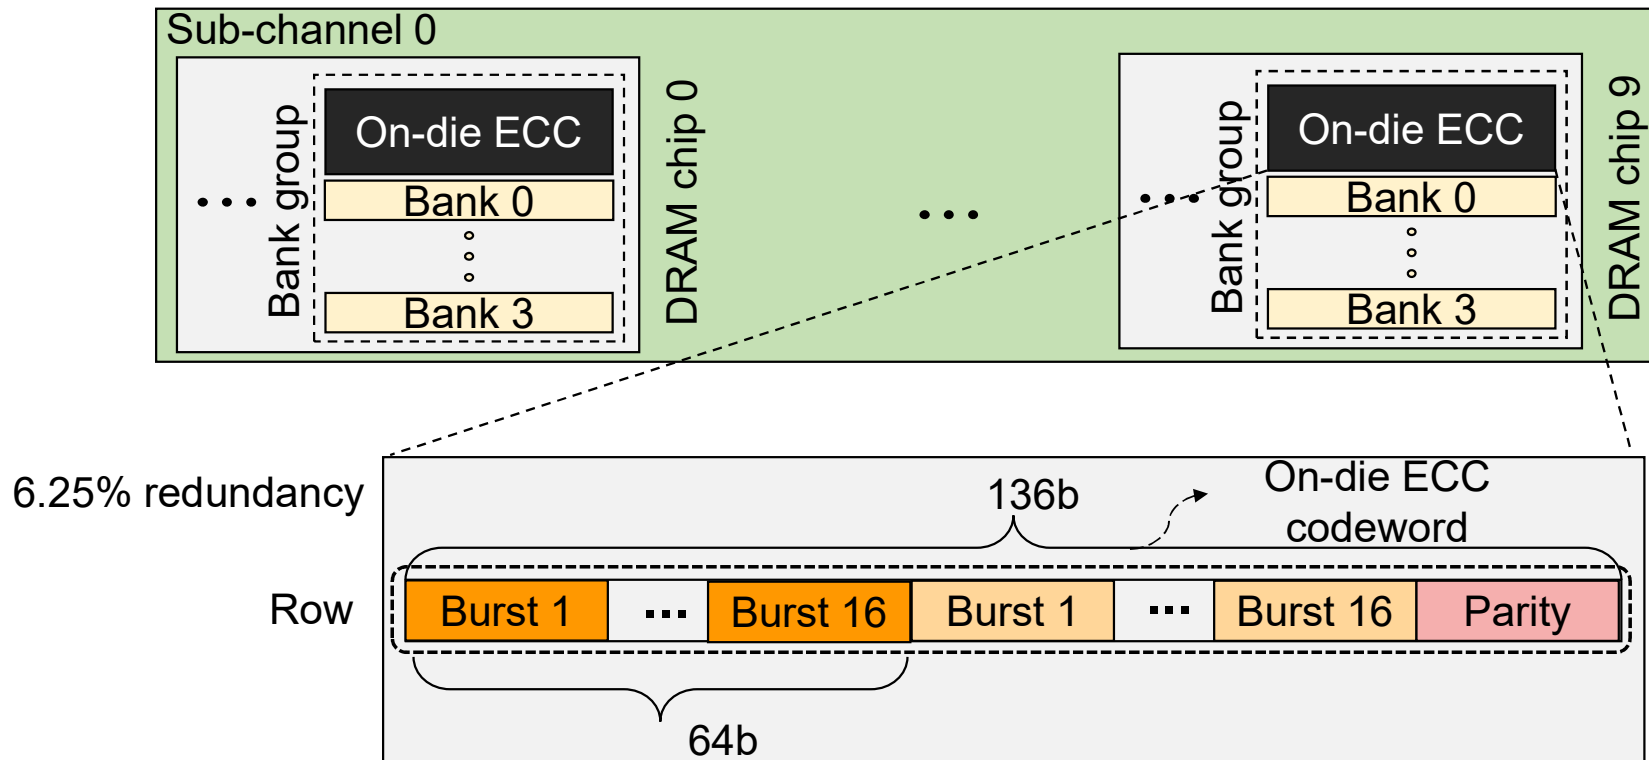 Sub-channel 0
Bank group
On-die ECC
Bank 0
Bank 3
DRAM chip 0
Bank group
On-die ECC
Bank 0
Bank 3
DRAM chip 9
6.25% redundancy
136b
On-die ECC
codeword
Row
Burst 1
Burst 16
Burst 1
Burst 16
Parity
64b